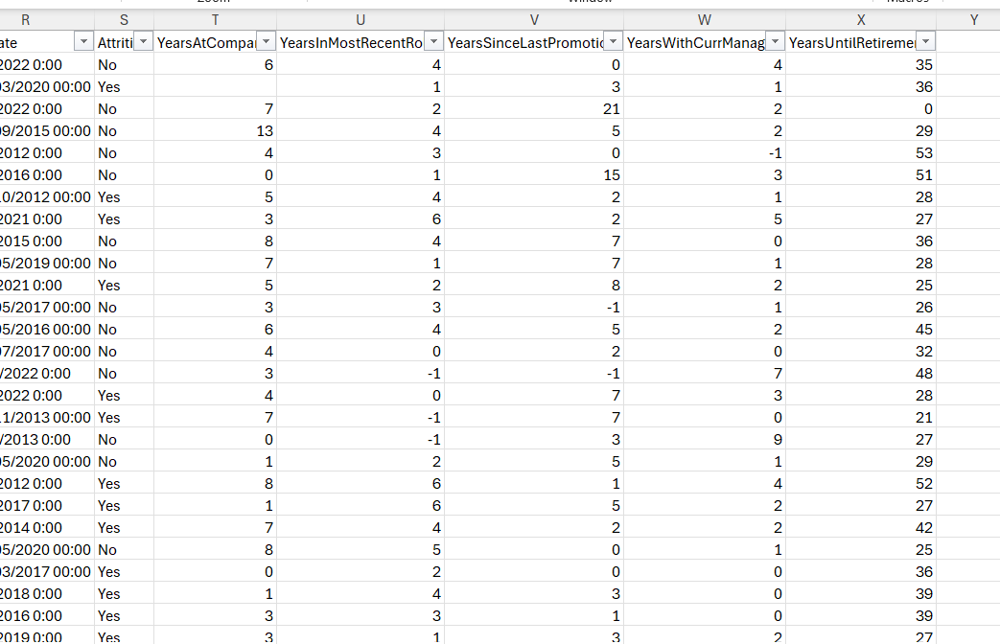 R S T U V W X Y
ate Attriti YearsAtCompa YearsInMostRecentRo YearsSinceLastPromotic YearsWithCurrManag YearsUntilRetireme
2022 0:00 No 6 4 0 4 35
03/2020 00:00 Yes 1 3 1 36
2022 0:00 No 7 2 21 2 0
09/2015 00:00 No 13 4 5 2 29
2012 0:00 No 4 3 0 -1 53
2016 0:00 No 0 1 15 3 51
10/2012 00:00 Yes 5 4 2 1 28
2021 0:00 Yes 3 6 2 5 27
2015 0:00 No 8 4 7 0 36
05/2019 00:00 No 7 1 7 1 28
2021 0:00 Yes 5 2 8 2 25
05/2017 00:00 No 3 3 -1 1 26
05/2016 00:00 No 6 4 5 2 45
07/2017 00:00 No 4 0 2 0 32
/2022 0:00 No 3 -1 -1 7 48
2022 0:00 Yes 4 0 7 3 28
11/2013 00:00 Yes 7 -1 7 0 21
/2013 0:00 No 0 -1 3 9 27
05/2020 00:00 No 1 2 5 1 29
2012 0:00 Yes 8 6 1 4 52
2017 0:00 Yes 1 6 5 2 27
2014 0:00 Yes 7 4 2 2 42
05/2020 00:00 No 8 5 0 1 25
03/2017 00:00 Yes 0 2 0 0 36
2018 0:00 Yes 1 4 3 0 39
2016 0:00 Yes 3 3 1 0 39
2019 0:00 Yes 3 1 3 2 27